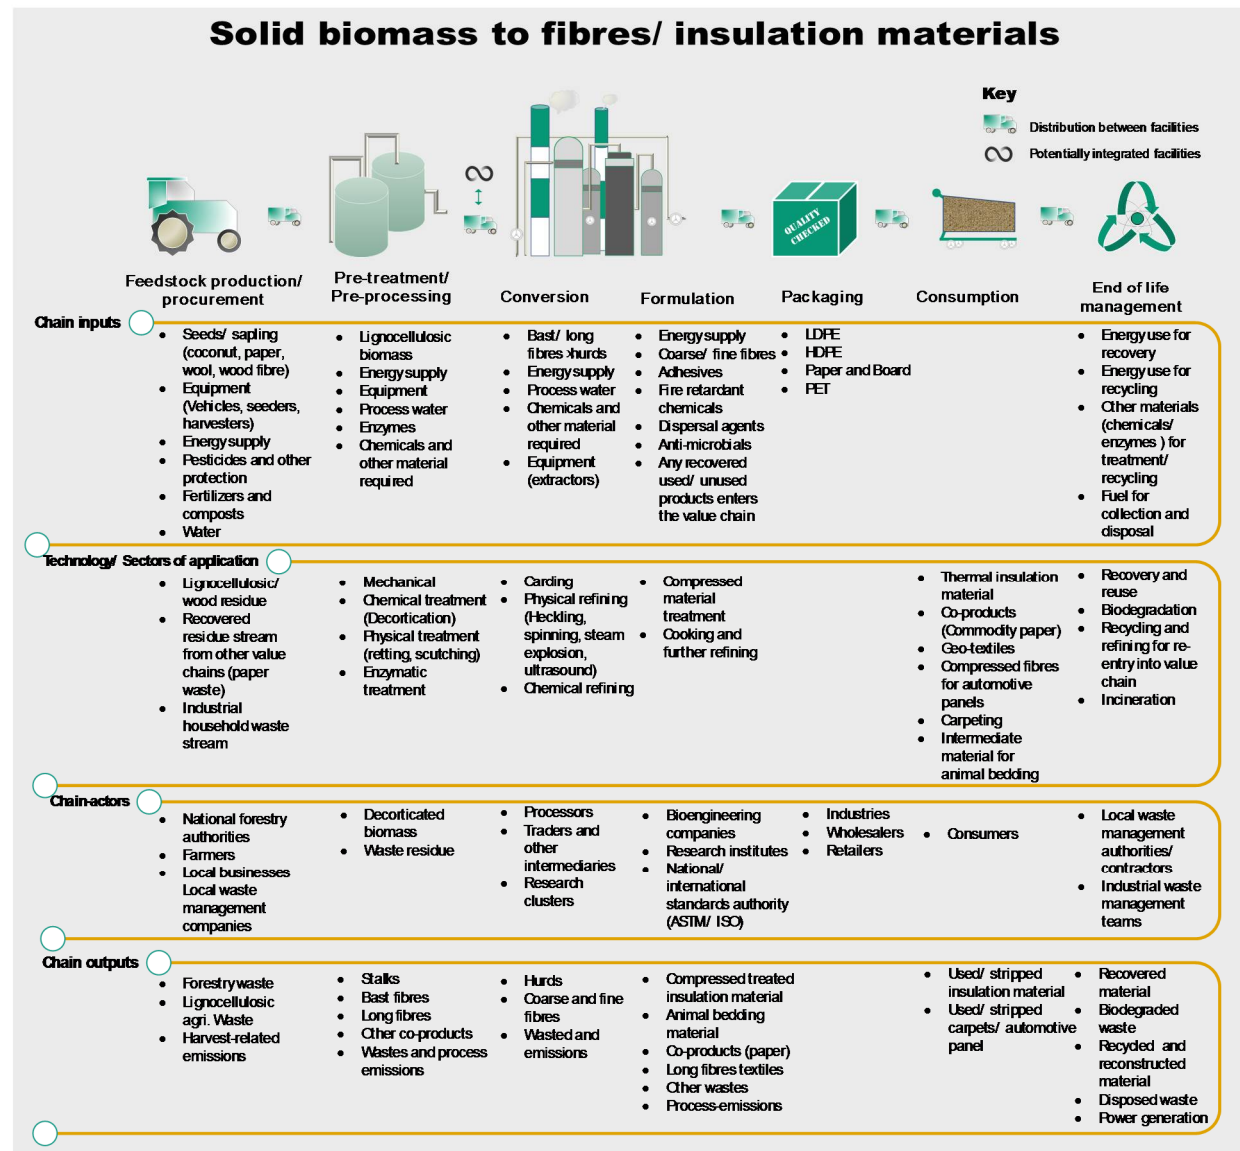 Solid biomass to fibres/ insulation materials
Key
Distribution between facilities
Potentially integrated facilities
QUALITY
CHECKED
Feedstock production/
procurement
Pre-treatment/
Pre-processing
Conversion
Formulation
Packaging
Consumption
End of life
management
Chain inputs
• Seeds/ sapling
(coconut, paper,
wool, wood fibre)
• Equipment
(Vehicles, seeders,
harvesters)
• Energy supply
• Pesticides and other
protection
• Fertilizers and
composts
• Water
• Lignocellulosic
biomass
• Energy supply
• Equipment
• Process water
• Enzymes
• Chemicals and
other material
required
• Bast/ long
fibres >hurds
• Energy supply
• Process water
• Chemicals and
other material
required
• Equipment
(extractors)
• Energy supply
• Coarse/ fine fibres
• Adhesives
• Fire retardant
chemicals
• Dispersal agents
• Anti-microbials
• Any recovered
used/ unused
products enters
the value chain
• LDPE
• HDPE
• Paper and Board
• PET
• Energy use for
recovery
• Energy use for
recycling
• Other materials
(chemicals/
enzymes ) for
treatment/
recycling
• Fuel for
collection and
disposal
Technology/ Sectors of application
• Lignocellulosic/
wood residue
• Recovered
residue stream
from other value
chains (paper
waste)
• Industrial
household waste
stream
• Mechanical
• Chemical treatment
(Decortication)
• Physical treatment
(retting, scutching)
• Enzymatic
treatment
• Carding
• Physical refining
(Heckling,
spinning, steam
explosion,
ultrasound)
• Chemical refining
• Compressed
material
treatment
• Cooking and
further refining
• Thermal insulation
material
• Co-products
(Commodity paper)
• Geo-textiles
• Compressed fibres
for automotive
panels
• Carpeting
• Intermediate
material for
animal bedding
• Recovery and
reuse
• Biodegradation
• Recycling and
refining for re-
entry into value
chain
• Incineration
Chain-actors
• National forestry
authorities
• Farmers
• Local businesses
Local waste
management
companies
• Decorticated
biomass
• Waste residue
• Processors
• Traders and
other
intermediaries
• Research
clusters
• Bioengineering
companies
• Research institutes
• National/
international
standards authority
(ASTM/ ISO)
• Industries
• Wholesalers
• Retailers
• Consumers
• Local waste
management
authorities/
contractors
• Industrial waste
management
teams
Chain outputs
• Forestry waste
• Lignocellulosic
agri. Waste
• Harvest-related
emissions
• Stalks
• Bast fibres
• Long fibres
• Other co-products
• Wastes and process
emissions
• Hurds
• Coarse and fine
fibres
• Wasted and
emissions
• Compressed treated
insulation material
• Animal bedding
material
• Co-products (paper)
• Long fibres textiles
• Other wastes
• Process-emissions
• Used/ stripped
insulation material
• Used/ stripped
carpets/ automotive
panel
• Recovered
material
• Biodegraded
waste
• Recycled and
reconstructed
material
• Disposed waste
• Power generation